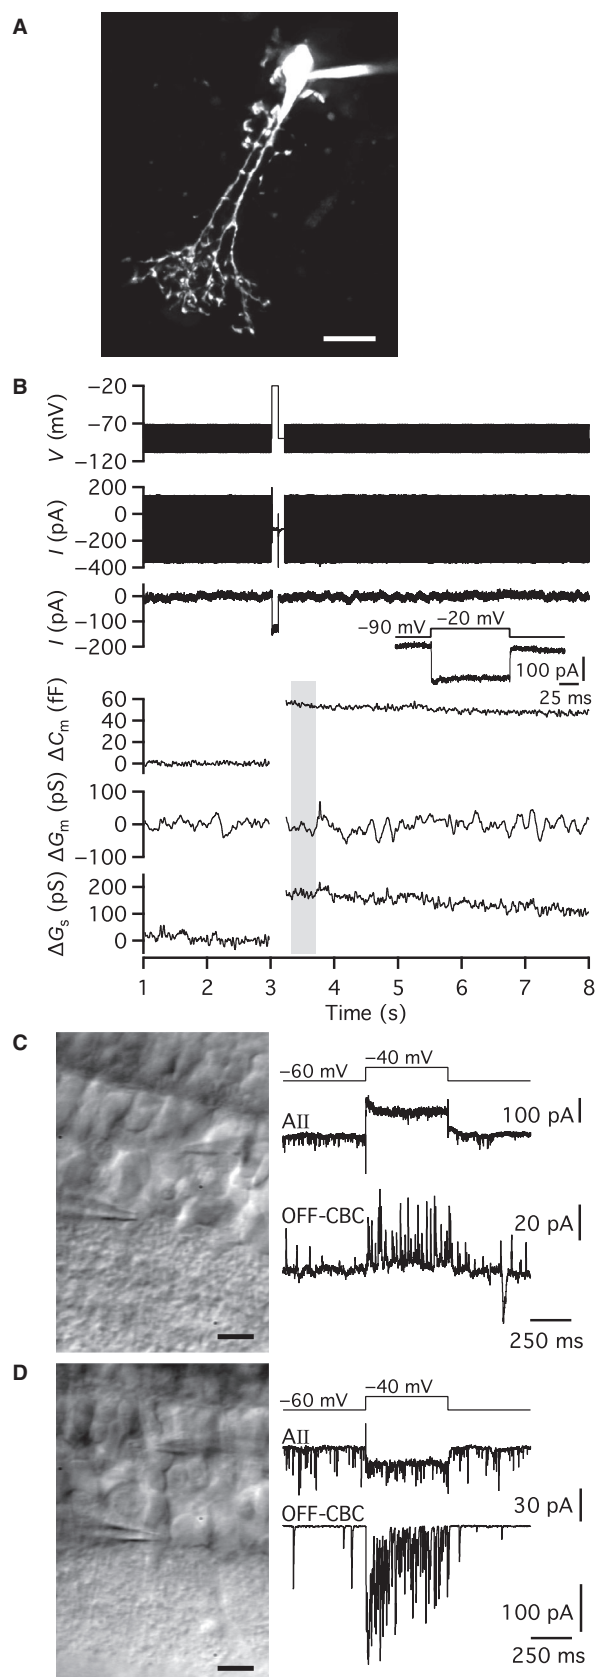 A
B
−20
−70
−120
V (mV)
200
0
−200
−400
I (pA)
0
−100
−200
I (pA)
−90 mV
−20 mV
100 pA
25 ms
60
40
20
0
ΔCm (fF)
100
0
−100
ΔGm (pS)
200
100
0
ΔGs (pS)
1 2 3 4 5 6 7 8
Time (s)
C
−60 mV
−40 mV
AII
100 pA
OFF-CBC
20 pA
250 ms
D
−60 mV
−40 mV
AII
30 pA
OFF-CBC
100 pA
250 ms